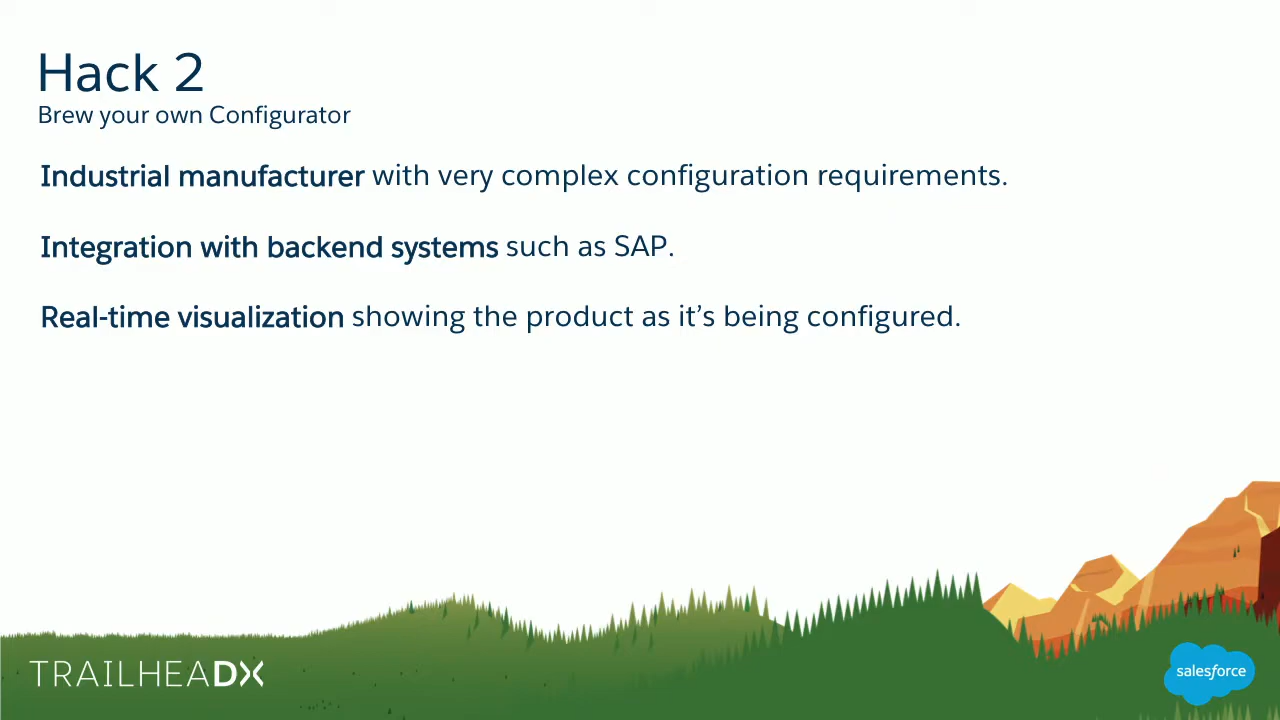 Hack 2
Brew your own Configurator
Industrial manufacturer with very complex configuration requirements.
Integration with backend systems such as SAP.
Real-time visualization showing the product as it’s being configured.
TRAILHEADX
salesforce